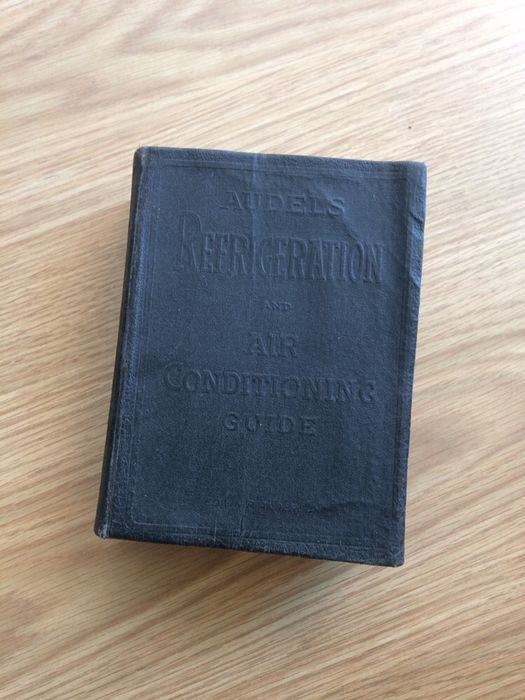 AUDELS
REFRIGERATION
AND
AIR
CONDITIONING
GUIDE